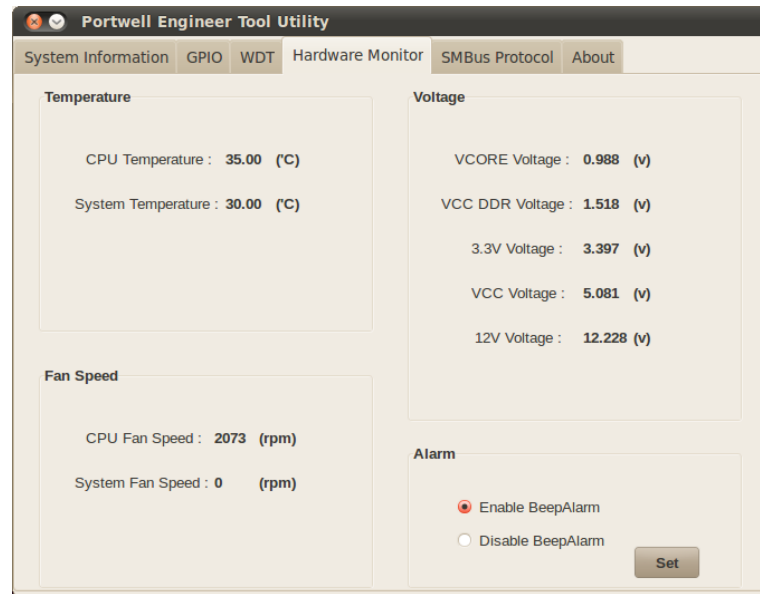 Portwell Engineer Tool Utility
System Information GPIO WDT Hardware Monitor SMBus Protocol About
Temperature
CPU Temperature : 35.00 ('C)
System Temperature : 30.00 ('C)
Fan Speed
CPU Fan Speed : 2073 (rpm)
System Fan Speed : 0 (rpm)
Voltage
VCORE Voltage : 0.988 (v)
VCC DDR Voltage : 1.518 (v)
3.3V Voltage : 3.397 (v)
VCC Voltage : 5.081 (v)
12V Voltage : 12.228 (v)
Alarm
Enable BeepAlarm
Disable BeepAlarm
Set